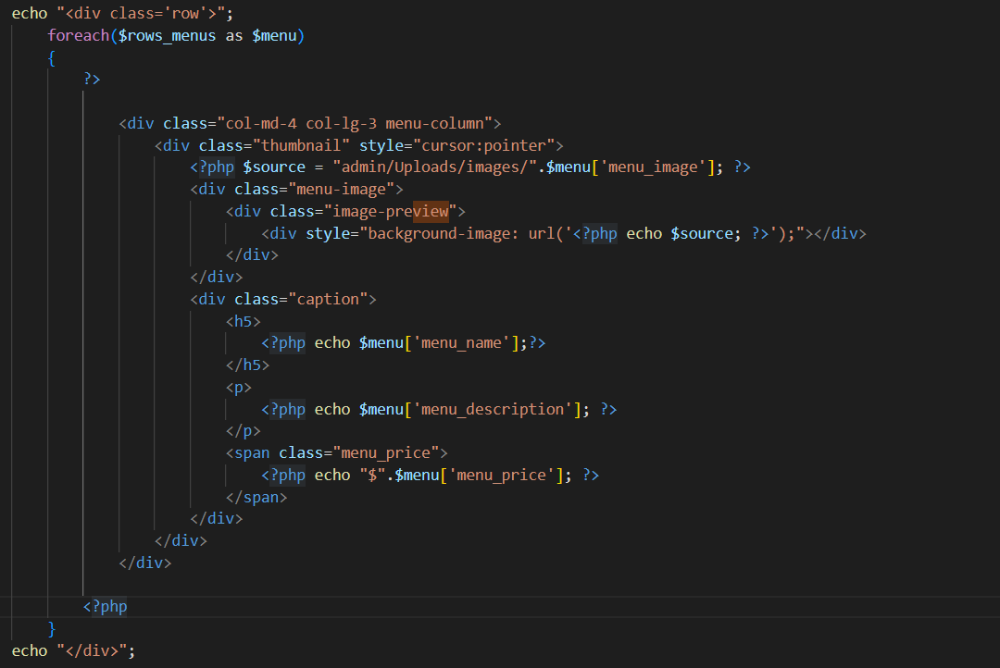 echo "<div class='row'>";
foreach($rows_menus as $menu)
{
?>
<div class="col-md-4 col-lg-3 menu-column">
<div class="thumbnail" style="cursor:pointer">
<?php $source = "admin/Uploads/images/".$menu['menu_image']; ?>
<div class="menu-image">
<div class="image-preview">
<div style="background-image: url('<?php echo $source; ?>');"></div>
</div>
</div>
<div class="caption">
<h5>
<?php echo $menu['menu_name'];?>
</h5>
<p>
<?php echo $menu['menu_description']; ?>
</p>
<span class="menu_price">
<?php echo "$".$menu['menu_price']; ?>
</span>
</div>
</div>
</div>
<?php
}
echo "</div>";